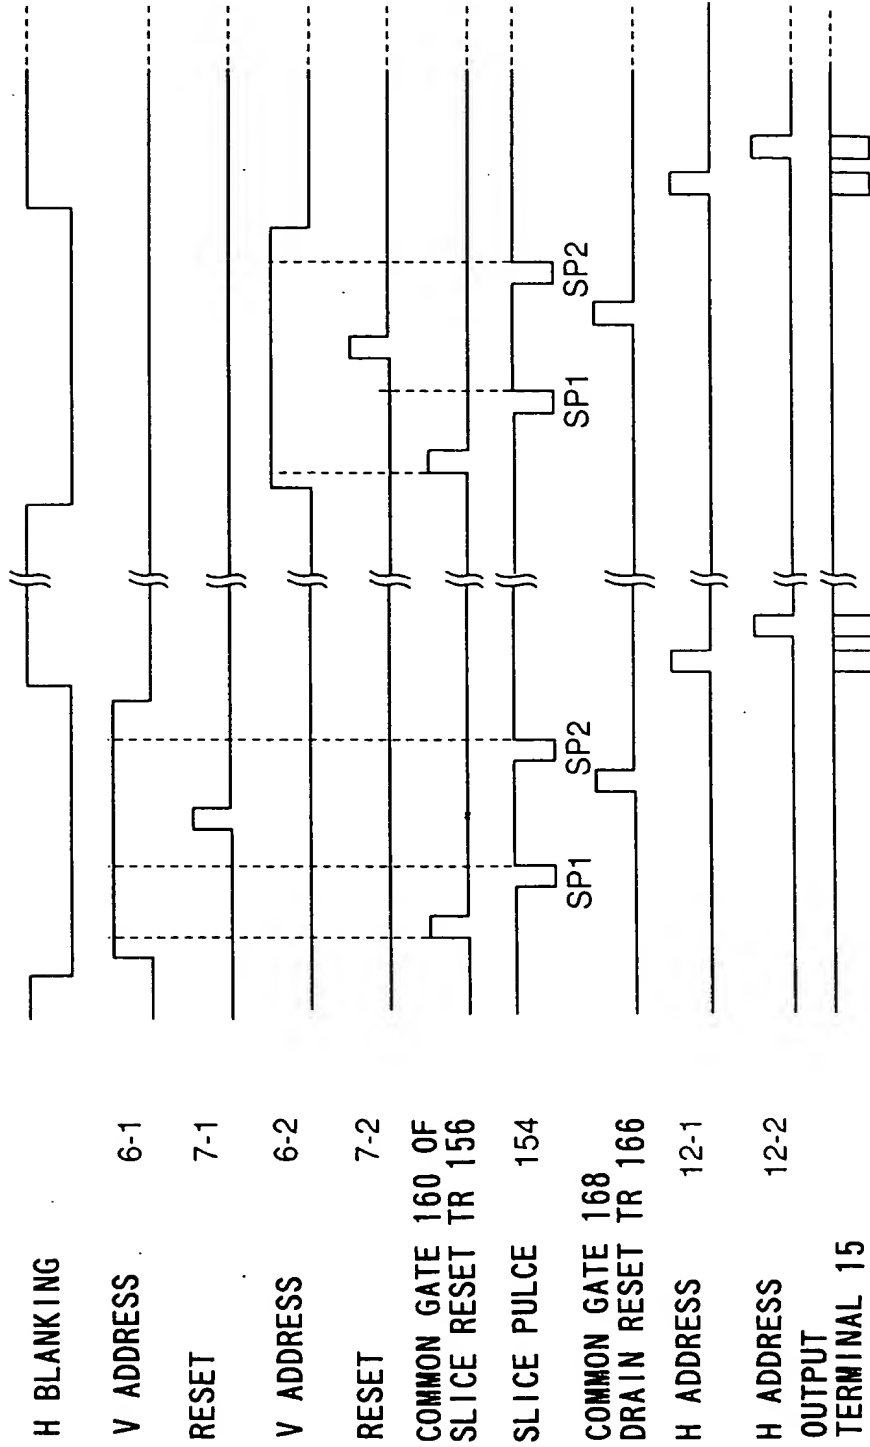 H BLANKING
V ADDRESS 6-1
RESET 7-1
V ADDRESS 6-2
RESET 7-2
COMMON GATE 160 OF
SLICE RESET TR 156
SLICE PULCE 154
SP1 SP2 SP1 SP2
COMMON GATE 168
DRAIN RESET TR 166
H ADDRESS 12-1
H ADDRESS 12-2
OUTPUT
TERMINAL 15